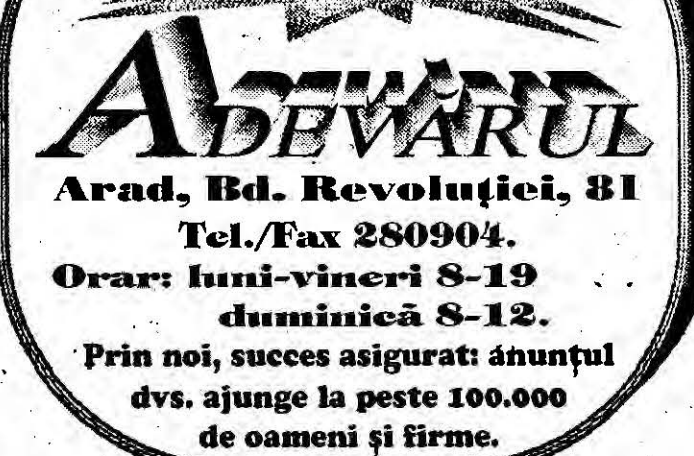 ADEVĂRUL
Arad, Bd. Revoluţiei, 81
Tel./Fax 280904.
Orar: luni-vineri 8-19
duminică 8-12.
Prin noi, succes asigurat: anunţul
dvs. ajunge la peste 100.000
de oameni şi firme.